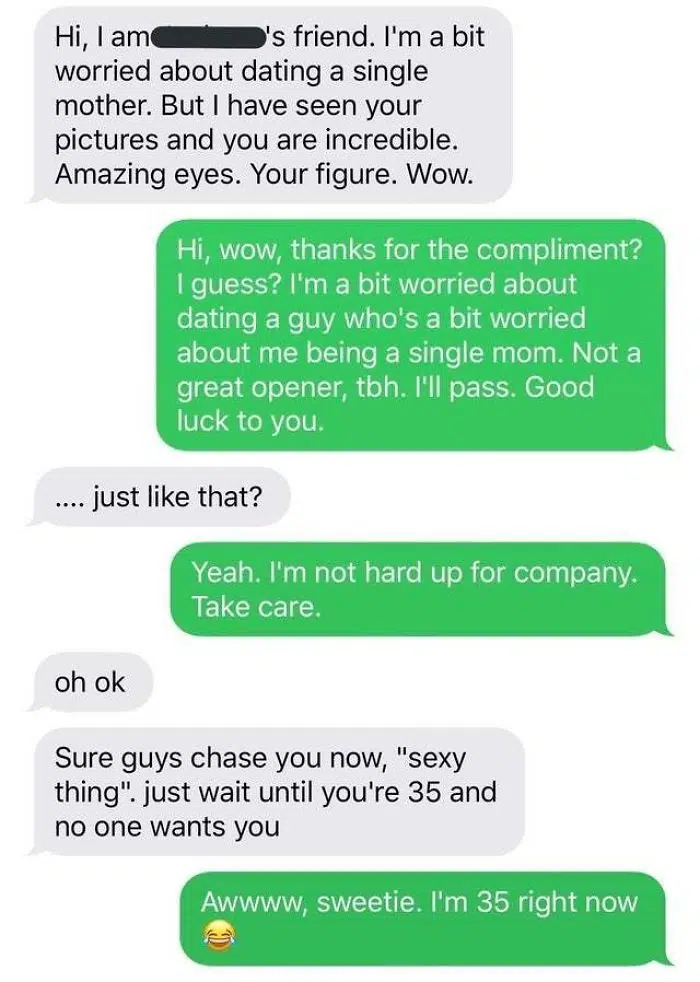 Hi, I am 's friend. I'm a bit
worried about dating a single
mother. But I have seen your
pictures and you are incredible.
Amazing eyes. Your figure. Wow.
Hi, wow, thanks for the compliment?
I guess? I'm a bit worried about
dating a guy who's a bit worried
about me being a single mom. Not a
great opener, tbh. I'll pass. Good
luck to you.
.... just like that?
Yeah. I'm not hard up for company.
Take care.
oh ok
Sure guys chase you now, "sexy
thing". just wait until you're 35 and
no one wants you
Awwww, sweetie. I'm 35 right now
😂